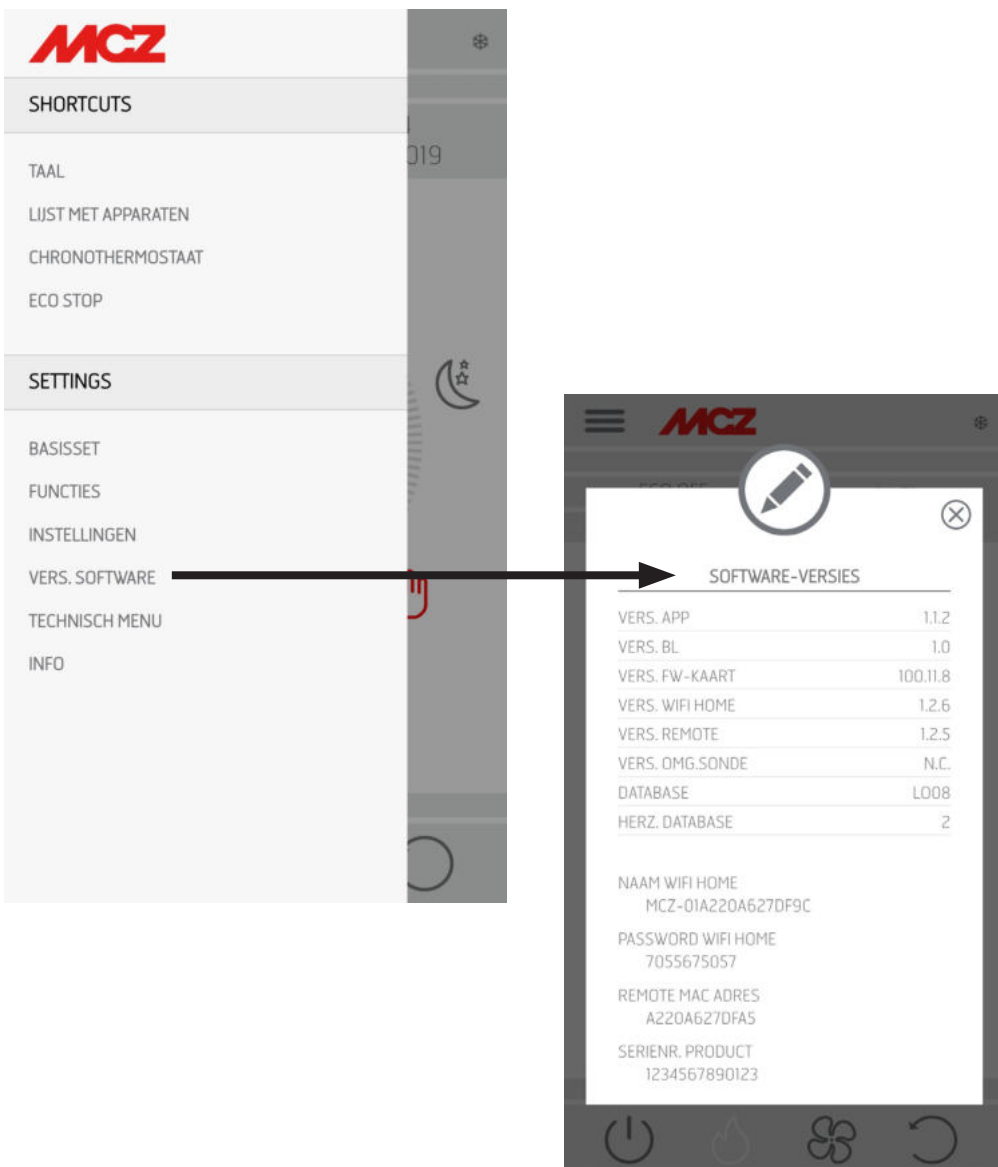 MCZ
SHORTCUTS
019
TAAL
LIJST MET APPARATEN
CHRONOTHERMOSTAAT
ECO STOP
SETTINGS
BASISSET
FUNCTIES
INSTELLINGEN
VERS. SOFTWARE
TECHNISCH MENU
INFO
MCZ
SOFTWARE-VERSIES
VERS. APP 1.1.2
VERS. BL 1.0
VERS. FW-KAART 100.11.8
VERS. WIFI HOME 1.2.6
VERS. REMOTE 1.2.5
VERS. OMG.SONDE N.C.
DATABASE L008
HERZ. DATABASE 2
NAAM WIFI HOME
MCZ-01A220A627DF9C
PASSWORD WIFI HOME
7055675057
REMOTE MAC ADRES
A220A627DFA5
SERIENR. PRODUCT
1234567890123